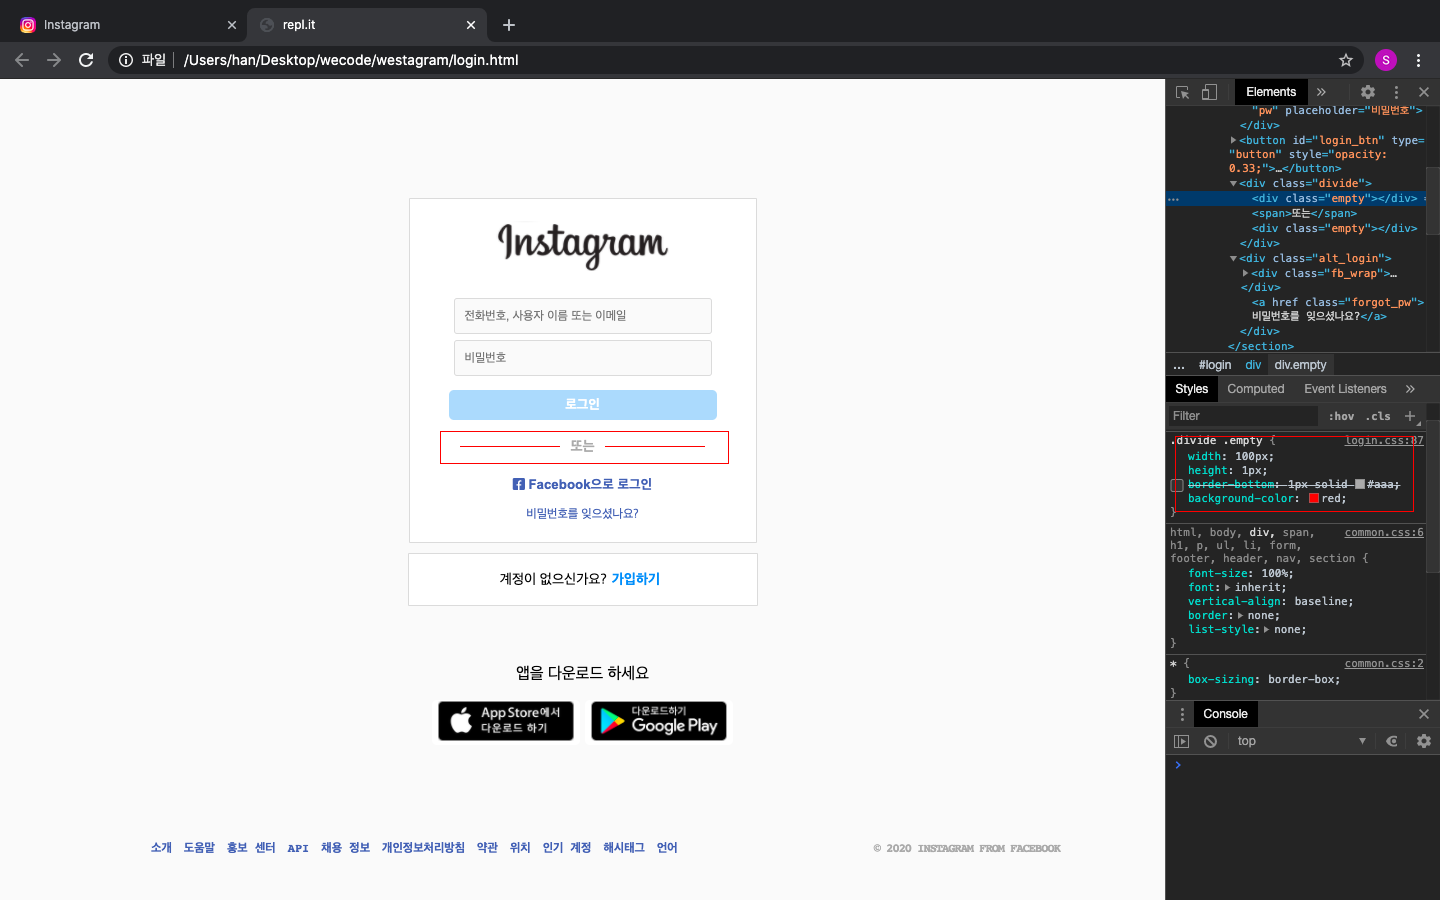 Instagram
repl.it
파일
/Users/han/Desktop/wecode/westagram/login.html
S
Instagram
전화번호, 사용자 이름 또는 이메일
비밀번호
로그인
또는
Facebook으로 로그인
비밀번호를 잊으셨나요?
계정이 없으신가요? 가입하기
앱을 다운로드 하세요
App Store에서
다운로드 하기
다운로드하기
Google Play
소개 도움말 홍보 센터 API 채용 정보 개인정보처리방침 약관 위치 인기 계정 해시태그 언어
© 2020 INSTAGRAM FROM FACEBOOK
Elements
"pw" placeholder="비밀번호">
</div>
<button id="login_btn" type=
"button" style="opacity:
0.33;">…</button>
<div class="divide">
<div class="empty"></div>
<span>또는</span>
<div class="empty"></div>
</div>
<div class="alt_login">
<div class="fb_wrap">…
</div>
<a href class="forgot_pw">
비밀번호를 잊으셨나요?</a>
</div>
</section>
… #login div div.empty
Styles Computed Event Listeners
Filter :hov .cls
.divide .empty { login.css:87
width: 100px;
height: 1px;
border-bottom: 1px solid #aaa;
background-color: red;
}
html, body, div, span, common.css:6
h1, p, ul, li, form,
footer, header, nav, section {
font-size: 100%;
font: inherit;
vertical-align: baseline;
border: none;
list-style: none;
}
* { common.css:2
box-sizing: border-box;
}
Console
top